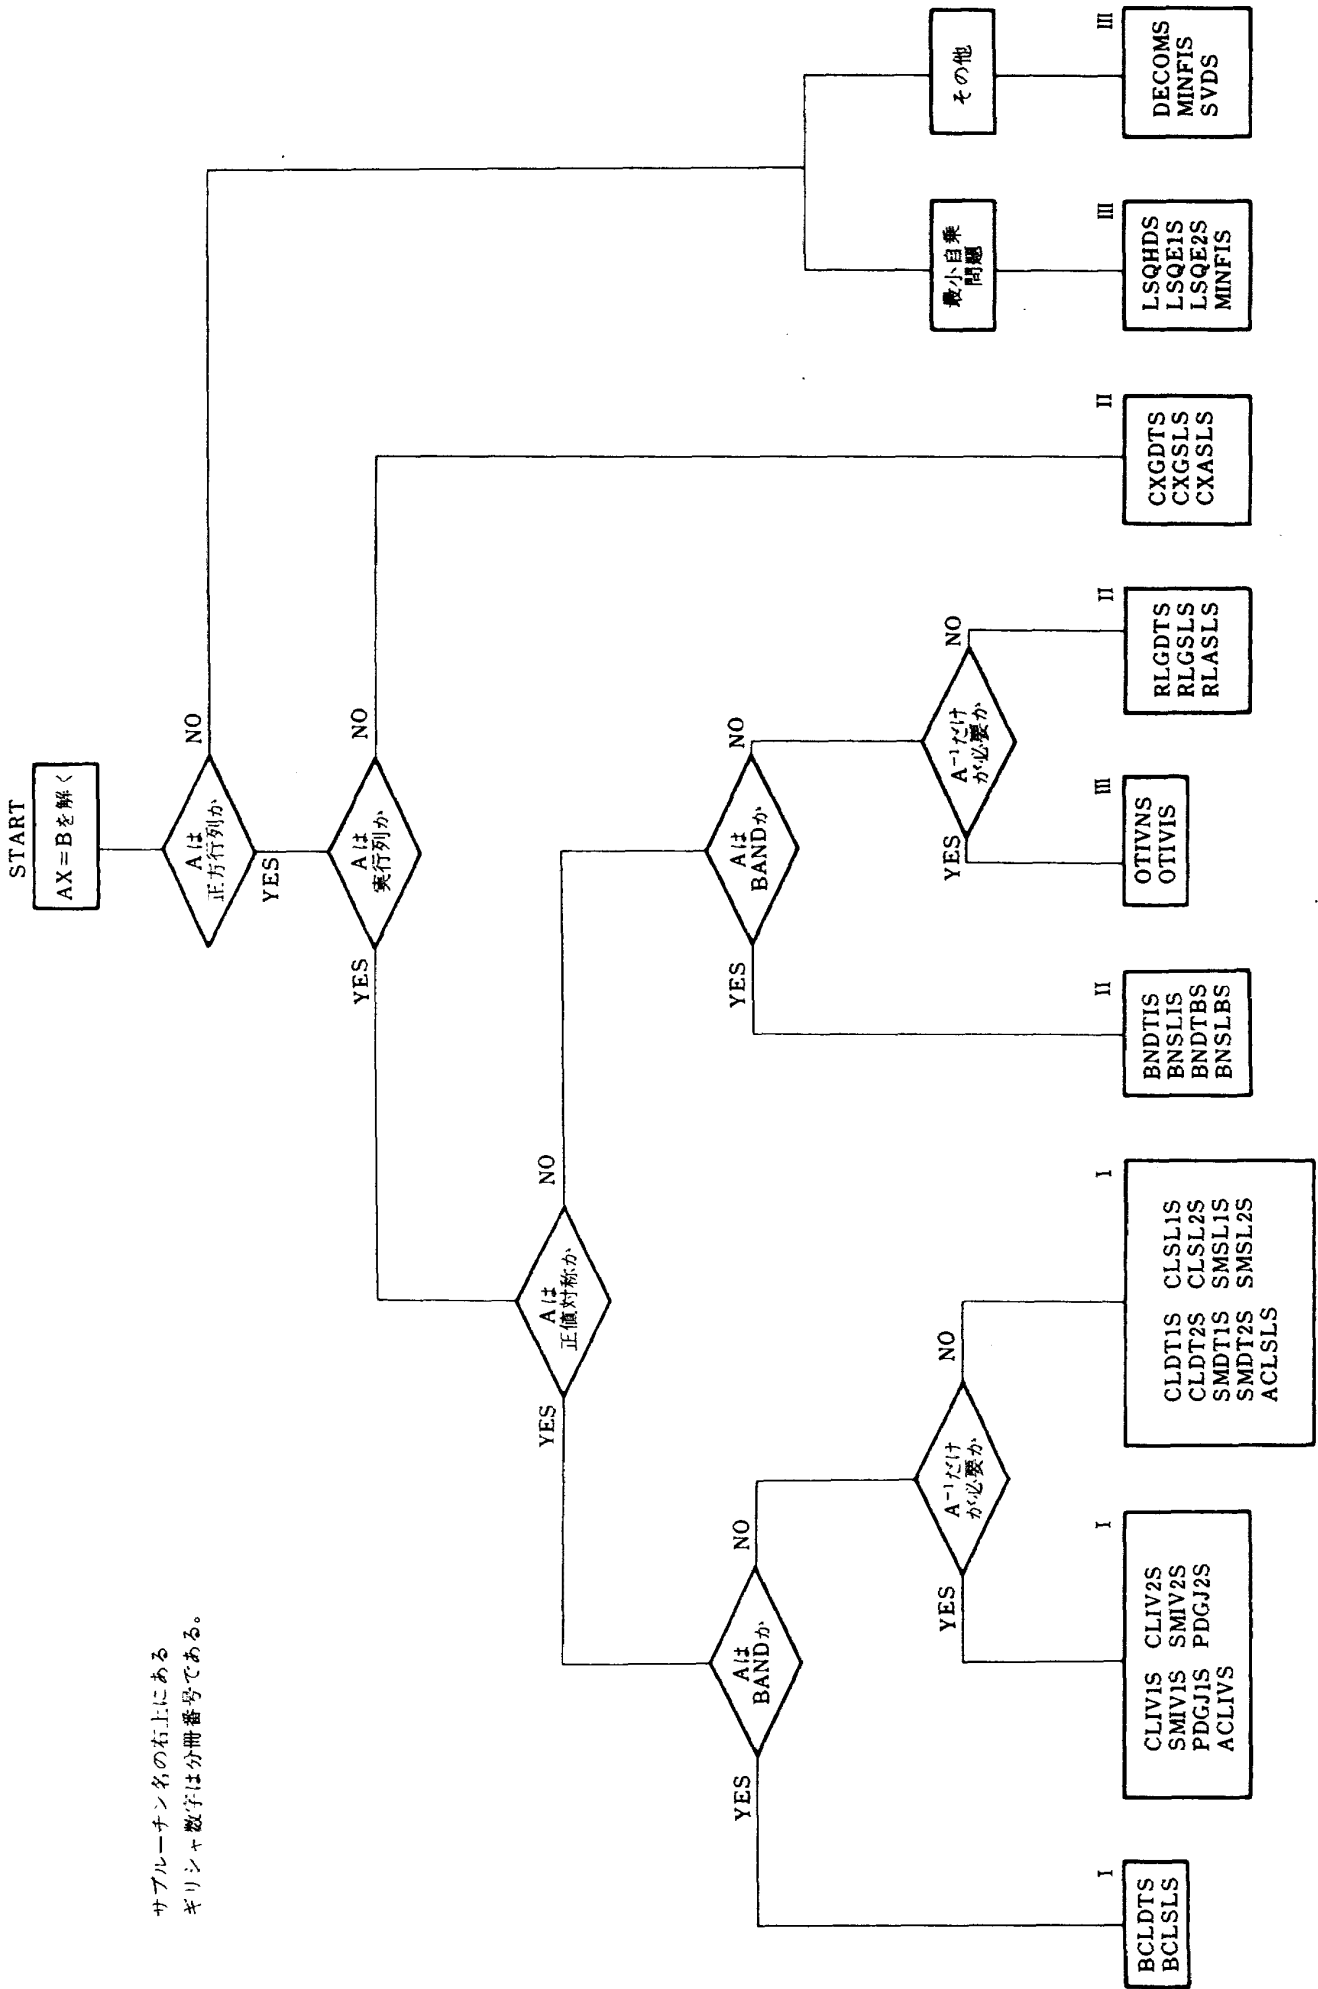 サブルーチン名の右上にある
ギリシャ数字は分冊番号である。
START
AX=Bを解く
Aは
正方行列か
NO
YES
Aは
実行列か
YES
NO
Aは
正値対称か
YES
NO
Aは
BANDか
YES
NO
Aは
BANDか
YES
NO
A⁻¹だけ
が必要か
YES
NO
A⁻¹だけ
が必要か
YES
NO
最小自乗
問題
その他
I
BCLDTS
BCLSLS
I
CLIV1S CLIV2S
SMIV1S SMIV2S
PDGJ1S PDGJ2S
ACLIVS
I
CLDT1S CLSL1S
CLDT2S CLSL2S
SMDT1S SMSL1S
SMDT2S SMSL2S
ACLSLS
II
BNDTIS
BNSLIS
BNDTBS
BNSLBS
III
OTIVNS
OTIVIS
II
RLGDTS
RLGSLS
RLASLS
II
CXGDTS
CXGSLS
CXASLS
III
LSQHDS
LSQE1S
LSQE2S
MINFIS
III
DECOMS
MINFIS
SVDS